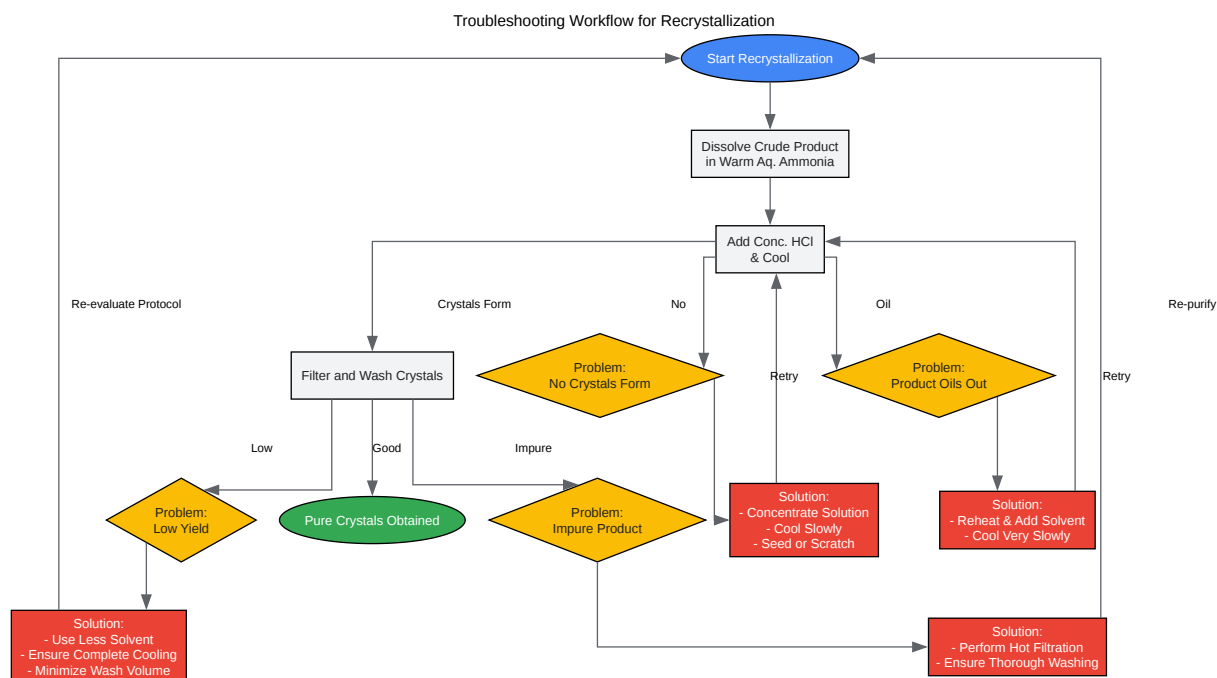 Troubleshooting Workflow for Recrystallization
Start Recrystallization
Dissolve Crude Product
in Warm Aq. Ammonia
Add Conc. HCl
& Cool
Re-evaluate Protocol
Crystals Form
No
Oil
Re-purify
Filter and Wash Crystals
Problem:
No Crystals Form
Retry
Problem:
Product Oils Out
Retry
Low
Good
Impure
Problem:
Low Yield
Pure Crystals Obtained
Problem:
Impure Product
Solution:
- Concentrate Solution
- Cool Slowly
- Seed or Scratch
Solution:
- Reheat & Add Solvent
- Cool Very Slowly
Solution:
- Use Less Solvent
- Ensure Complete Cooling
- Minimize Wash Volume
Solution:
- Perform Hot Filtration
- Ensure Thorough Washing